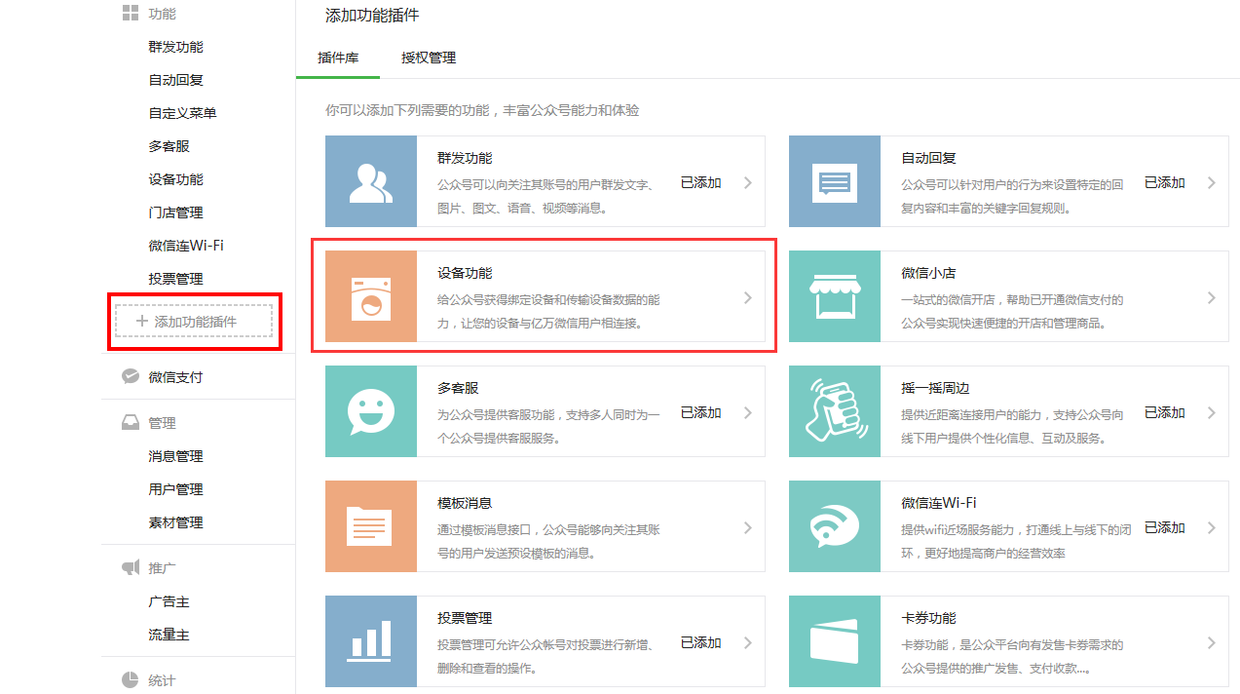 功能
群发功能
自动回复
自定义菜单
多客服
设备功能
门店管理
微信连Wi-Fi
投票管理
+ 添加功能插件
微信支付
管理
消息管理
用户管理
素材管理
推广
广告主
流量主
统计
添加功能插件
插件库 授权管理
你可以添加下列需要的功能，丰富公众号能力和体验
群发功能
公众号可以向关注其账号的用户群发文字、
图片、图文、语音、视频等消息。
已添加
自动回复
公众号可以针对用户的行为来设置特定的回
复内容和丰富的关键字回复规则。
已添加
设备功能
给公众号获得绑定设备和传输设备数据的能
力，让您的设备与亿万微信用户相连接。
微信小店
一站式的微信开店，帮助已开通微信支付的
公众号实现快速便捷的开店和管理商品。
多客服
为公众号提供客服功能，支持多人同时为一
个公众号提供客服服务。
已添加
摇一摇周边
提供近距离连接用户的能力，支持公众号向
线下用户提供个性化信息、互动及服务。
已添加
模板消息
通过模板消息接口，公众号能够向关注其账
号的用户发送预设模板的消息。
微信连Wi-Fi
提供wifi近场服务能力，打通线上与线下的闭
环，更好地提高商户的经营效率
已添加
投票管理
投票管理可允许公众帐号对投票进行新增、
删除和查看的操作。
已添加
卡券功能
卡券功能，是公众平台向有发售卡券需求的
公众号提供的推广发售、支付收款...。